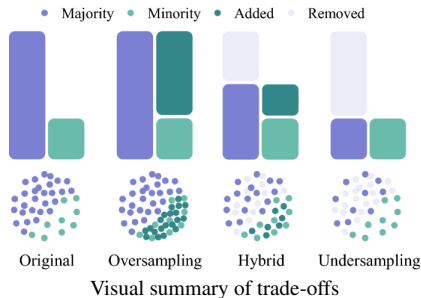 Majority Minority Added Removed
Original Oversampling Hybrid Undersampling
Visual summary of trade-offs